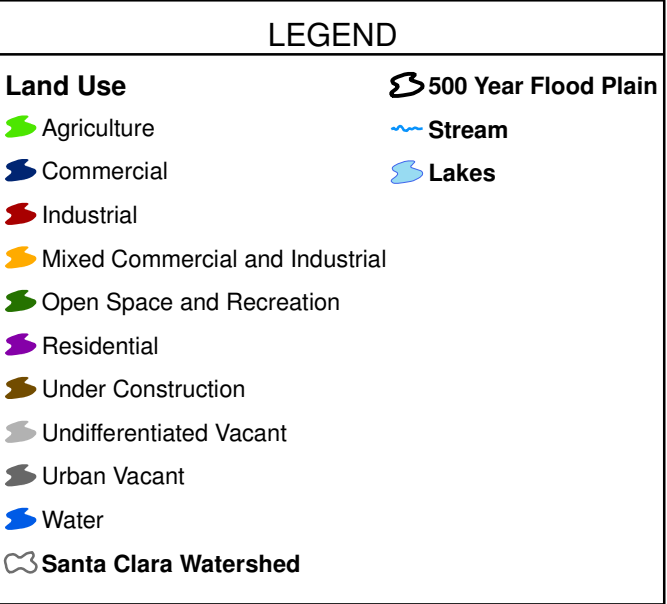 LEGEND
Land Use
Agriculture
Commercial
Industrial
Mixed Commercial and Industrial
Open Space and Recreation
Residential
Under Construction
Undifferentiated Vacant
Urban Vacant
Water
Santa Clara Watershed
500 Year Flood Plain
Stream
Lakes